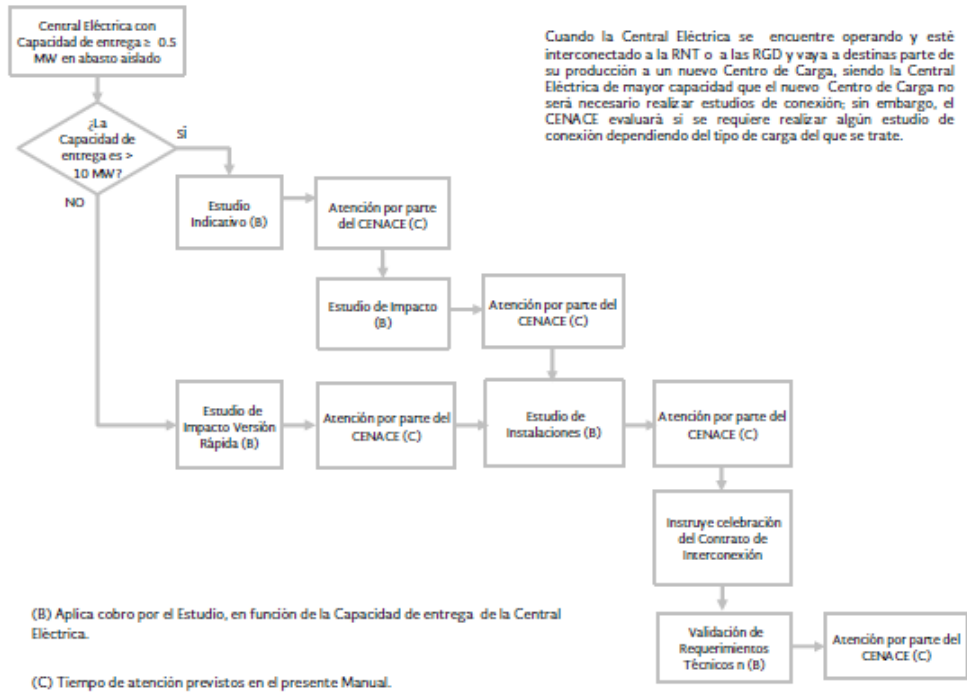 Central Eléctrica con
Capacidad de entrega ≥ 0.5
MW en abasto aislado
Cuando la Central Eléctrica se encuentre operando y esté
interconectado a la RNT o a las RGD y vaya a destinas parte de
su producción a un nuevo Centro de Carga, siendo la Central
Eléctrica de mayor capacidad que el nuevo Centro de Carga no
será necesario realizar estudios de conexión; sin embargo, el
CENACE evaluará si se requiere realizar algún estudio de
conexión dependiendo del tipo de carga del que se trate.
¿La
Capacidad de
entrega es >
10 MW?
si
NO
Estudio
Indicativo (B)
Atención por parte
del CENACE (C)
Estudio de Impacto
(B)
Atención por parte del
CENACE (C)
Estudio de
Impacto Versión
Rápida (B)
Atención por parte del
CENACE (C)
Estudio de
Instalaciones (B)
Atención por parte del
CENACE (C)
Instruye celebración
del Contrato de
Interconexión
Validación de
Requerimientos
Técnicos n (B)
Atención por parte del
CENACE (C)
(B) Aplica cobro por el Estudio, en función de la Capacidad de entrega de la Central
Eléctrica.
(C) Tiempo de atención previstos en el presente Manual.